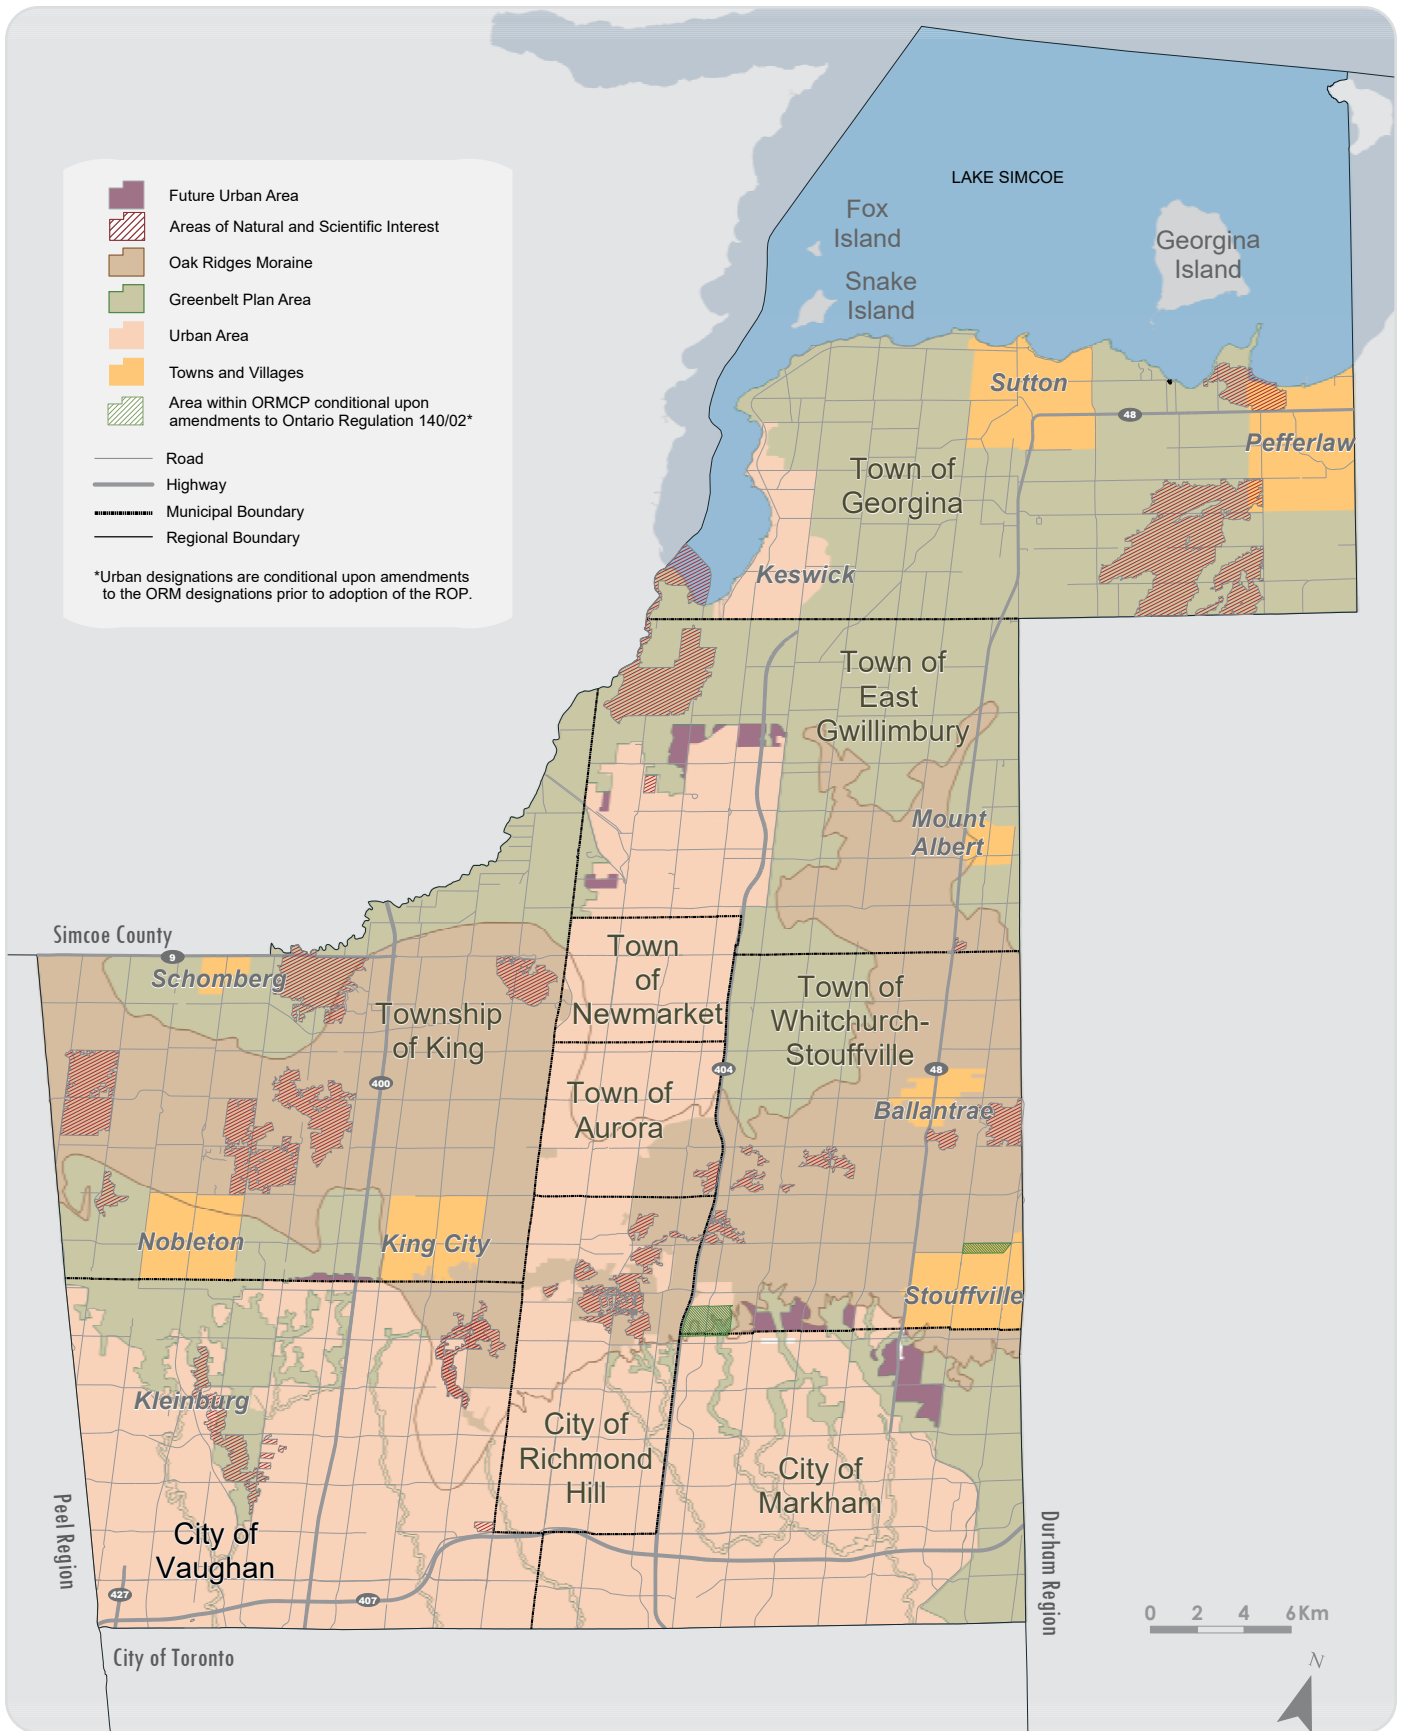 LAKE SIMCOE
Fox
Island
Georgina
Island
Snake
Island
Future Urban Area
Areas of Natural and Scientific Interest
Oak Ridges Moraine
Greenbelt Plan Area
Urban Area
Towns and Villages
Area within ORMCP conditional upon
amendments to Ontario Regulation 140/02*
Road
Highway
Municipal Boundary
Regional Boundary
*Urban designations are conditional upon amendments
to the ORM designations prior to adoption of the ROP.
Sutton
48
Pefferlaw
Town of
Georgina
Keswick
Town of
East
Gwillimbury
Mount
Albert
Simcoe County
9
Schomberg
Township
of King
400
Town
of
Newmarket
Town of
Whitchurch-
Stouffville
404
48
Town of
Aurora
Ballantrae
Nobleton
King City
Stouffville
Kleinburg
City of
Richmond
Hill
City of
Markham
City of
Vaughan
Peel Region
427
407
Durham Region
0 2 4 6 Km
City of Toronto
N